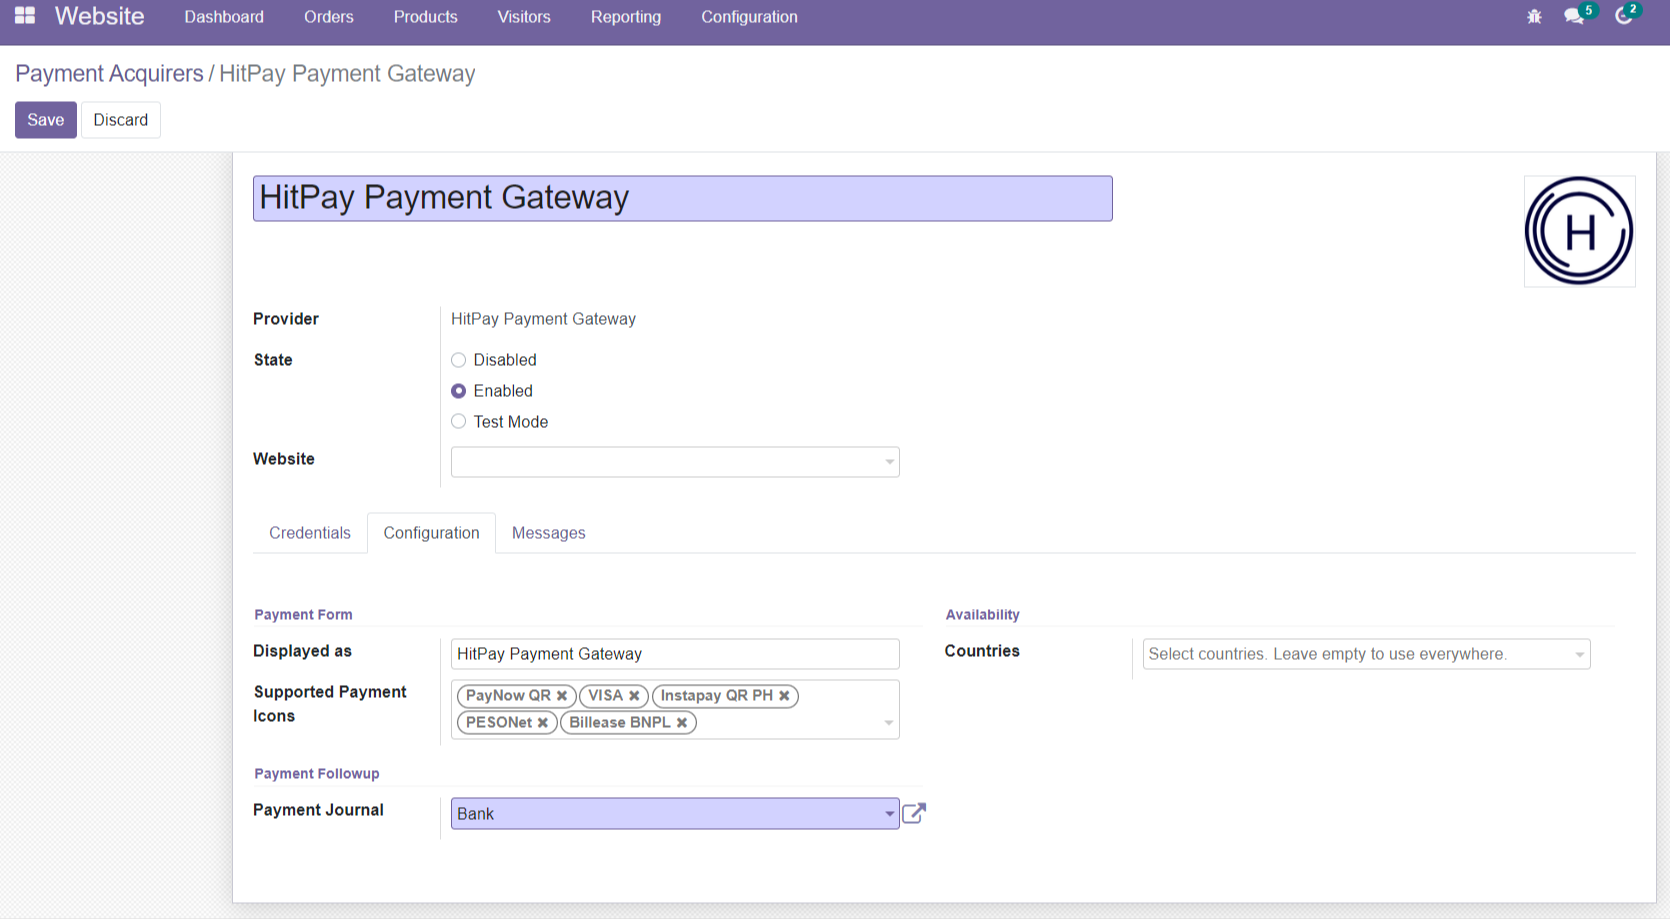 Website Dashboard Orders Products Visitors Reporting Configuration 5 2
Payment Acquirers / HitPay Payment Gateway
Save Discard
HitPay Payment Gateway
H
Provider HitPay Payment Gateway
State Disabled
Enabled
Test Mode
Website
Credentials Configuration Messages
Payment Form Availability
Displayed as HitPay Payment Gateway Countries Select countries. Leave empty to use everywhere.
Supported Payment Icons PayNow QR ✖ VISA ✖ Instapay QR PH ✖
PESONet ✖ Billease BNPL ✖
Payment Followup
Payment Journal Bank